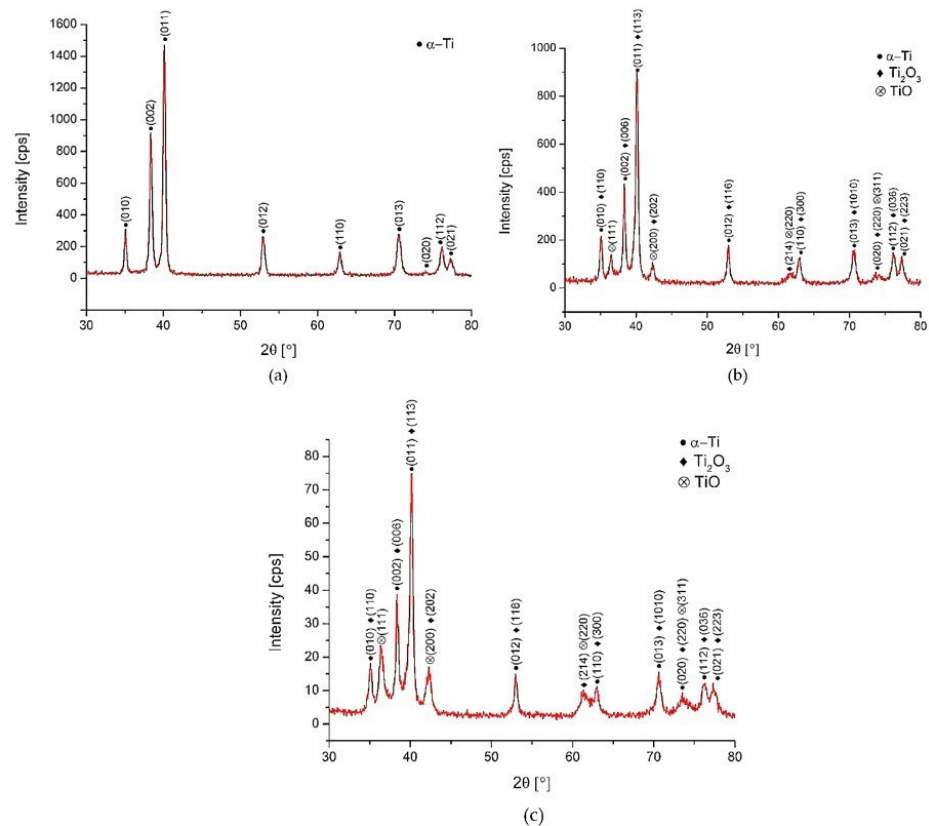 Intensity [cps]
1600
1400
1200
1000
800
600
400
200
0
● (010)
● (002)
● (011)
● (012)
● (110)
● (013)
● (020)
● (112)
● (021)
● α–Ti
30 40 50 60 70 80
2θ [°]
(a)
Intensity [cps]
1000
800
600
400
200
0
● (010) ♦ (110)
⊗(111)
● (002) ♦ (006)
● (011) ♦ (113)
⊗(200) ♦ (202)
● (012) ♦ (116)
♦ (214) ⊗(220)
● (110) ♦ (300)
● (013) ♦ (1010)
● (020) ♦ (220) ⊗(311)
● (112) ♦ (036)
● (021) ♦ (223)
● α–Ti
♦ Ti₂O₃
⊗ TiO
30 40 50 60 70 80
2θ [°]
(b)
Intensity [cps]
80
70
60
50
40
30
20
10
0
● (010) ♦ (110)
⊗(111)
● (002) ♦ (006)
● (011) ♦ (113)
⊗(200) ♦ (202)
● (012) ♦ (116)
♦ (214) ⊗(220)
● (110) ♦ (300)
● (013) ♦ (1010)
● (020) ♦ (220) ⊗(311)
● (112) ♦ (036)
● (021) ♦ (223)
● α–Ti
♦ Ti₂O₃
⊗ TiO
30 40 50 60 70 80
2θ [°]
(c)